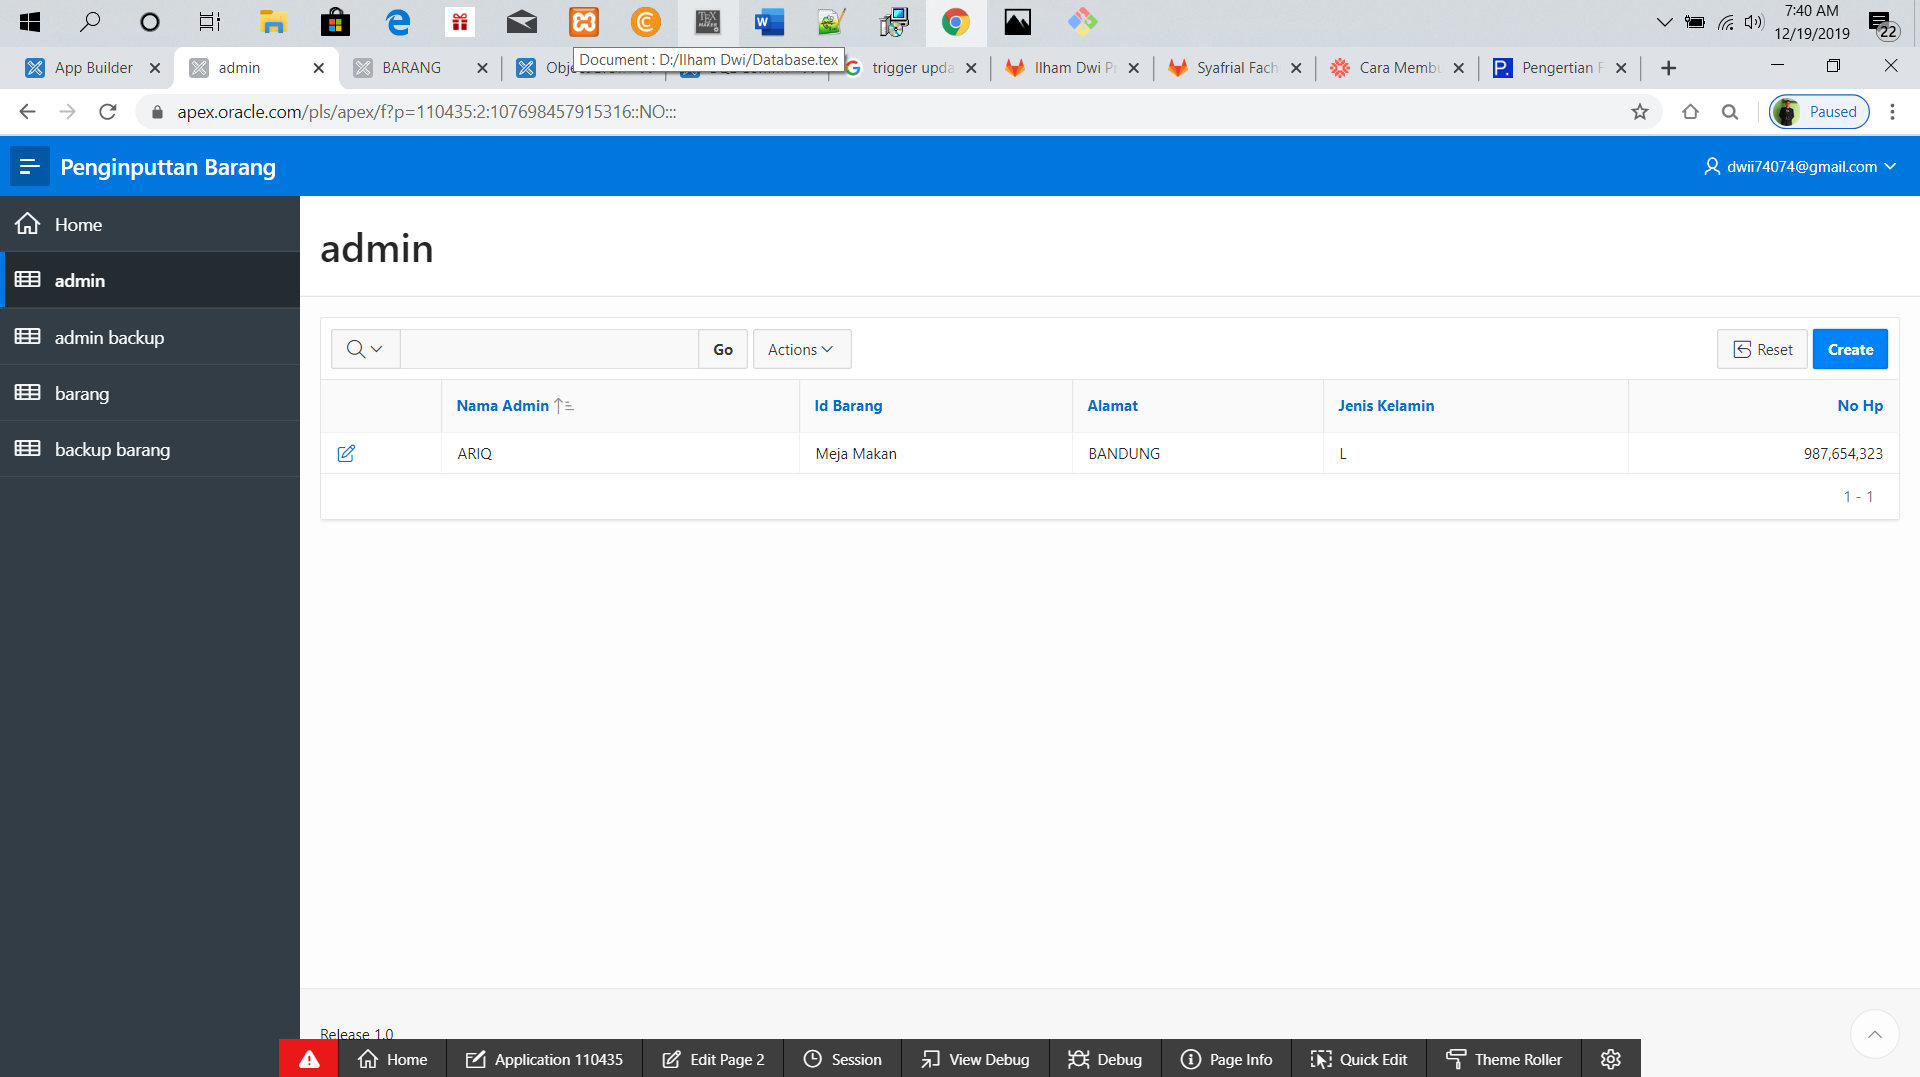 7:40 AM
12/19/2019
22
App Builder
admin
BARANG
Document : D:/Ilham Dwi/Database.tex
trigger upda
Ilham Dwi P
Syafrial Fach
Cara Memb
Pengertian
apex.oracle.com/pls/apex/f?p=110435:2:107698457915316::NO:::
Paused
Penginputtan Barang
dwii74074@gmail.com
Home
admin
admin backup
barang
backup barang
admin
Go
Actions
Reset
Create
Nama Admin
Id Barang
Alamat
Jenis Kelamin
No Hp
ARIQ
Meja Makan
BANDUNG
L
987,654,323
1 - 1
Release 1.0
Home
Application 110435
Edit Page 2
Session
View Debug
Debug
Page Info
Quick Edit
Theme Roller